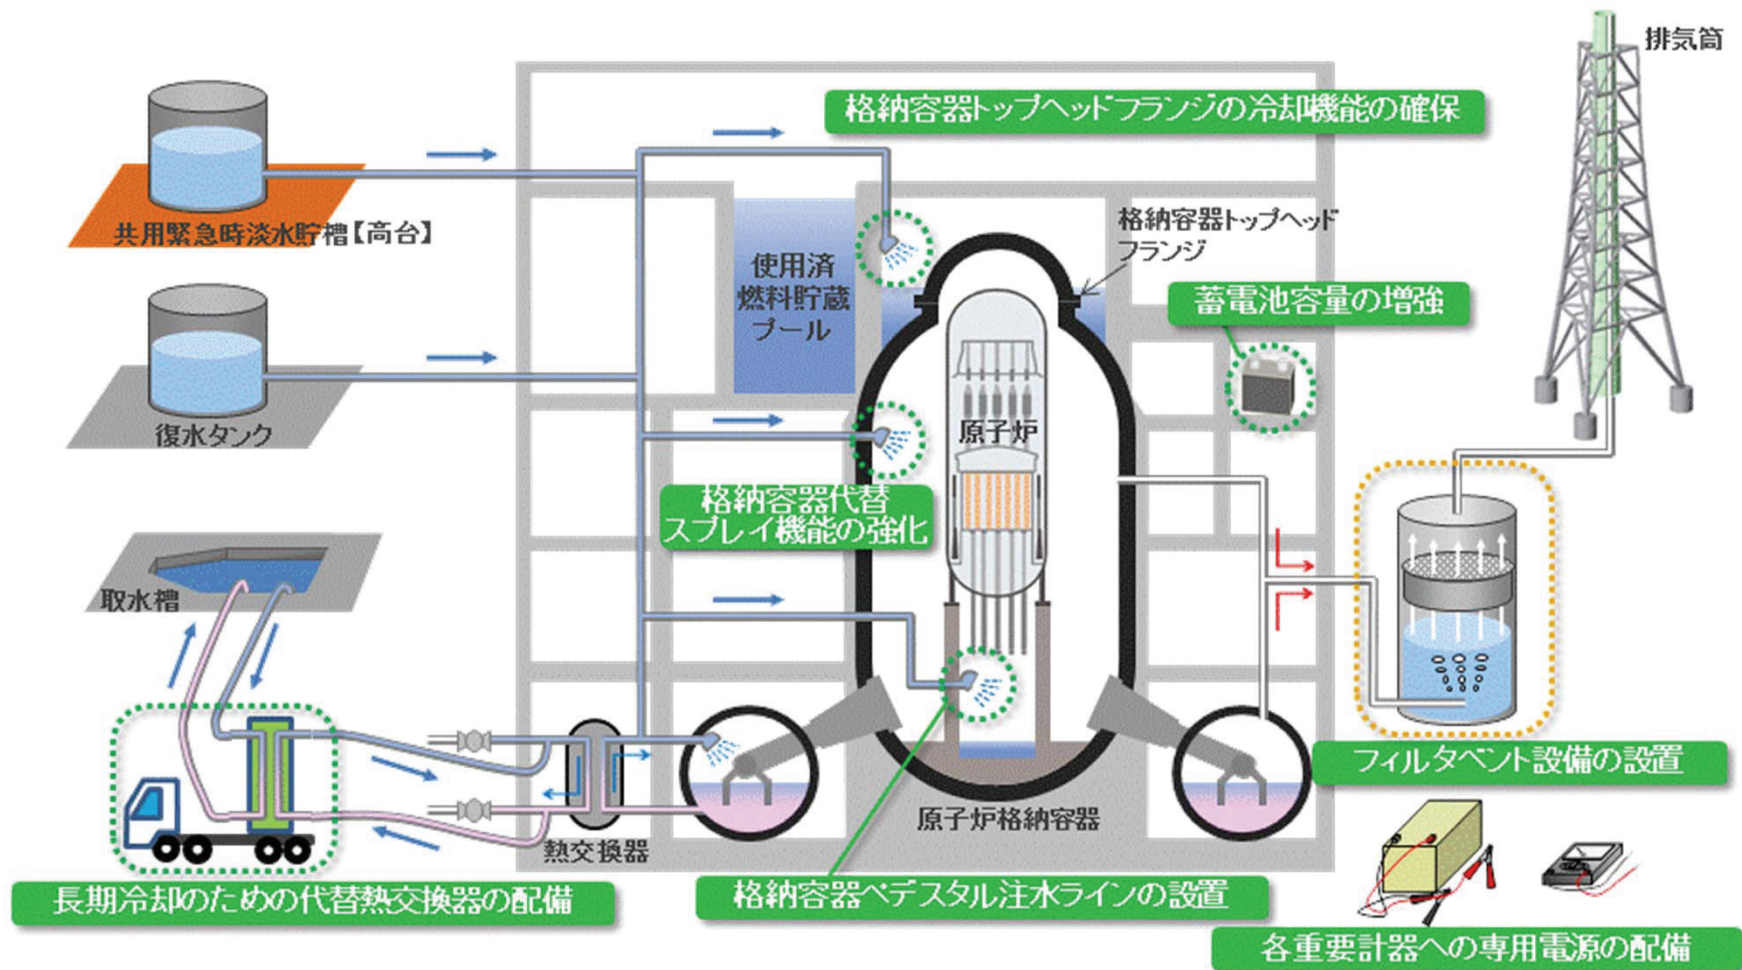 排気筒
格納容器トップヘッドフランジの冷却機能の確保
共用緊急時淡水貯槽【高台】
格納容器トップヘッド
フランジ
使用済
燃料貯蔵
プール
蓄電池容量の増強
復水タンク
原子炉
格納容器代替
スプレイ機能の強化
取水槽
フィルタベント設備の設置
原子炉格納容器
熱交換器
長期冷却のための代替熱交換器の配備
格納容器ペデスタル注水ラインの設置
各重要計器への専用電源の配備